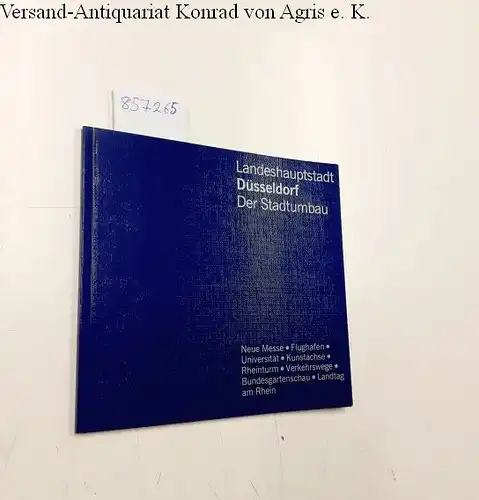 Versand-Antiquariat Konrad von Agris e. K.
857265
Landeshauptstadt
Düsseldorf
Der Stadtumbau
Neue Messe • Flughafen •
Universität • Kunstachse •
Rheinturm • Verkehrswege •
Bundesgartenschau • Landtag
am Rhein